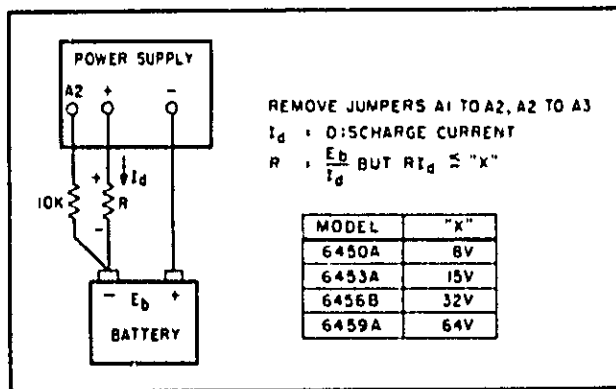 POWER SUPPLY
A2 + -
REMOVE JUMPERS A1 TO A2, A2 TO A3
Id : DISCHARGE CURRENT
R : Eb/Id BUT RId ≦ "X"
+ Id
10K R
-
MODEL "X"
6450A 8V
6453A 15V
6456B 32V
6459A 64V
- Eb +
BATTERY